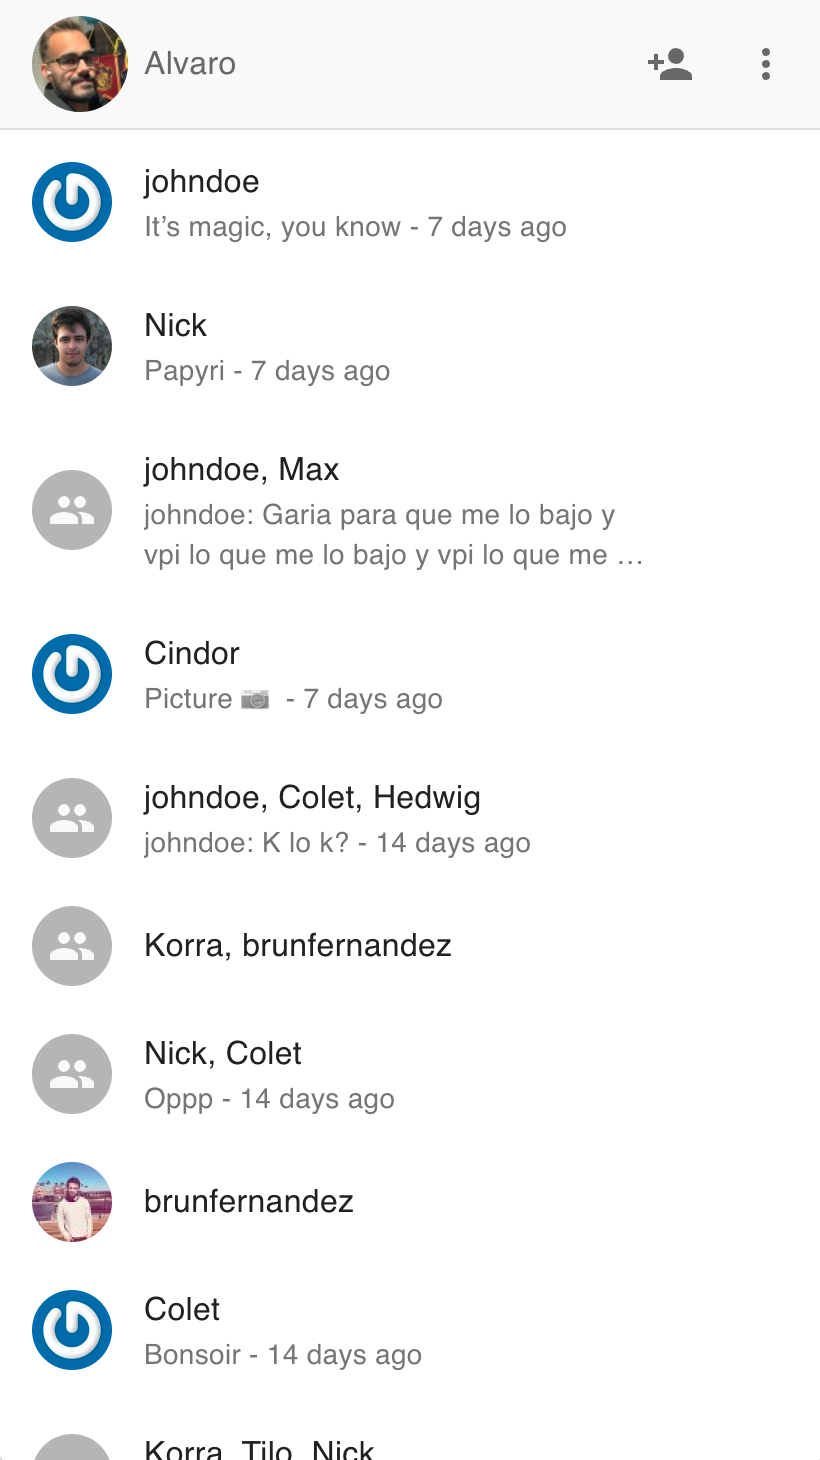 Alvaro
johndoe
It’s magic, you know - 7 days ago
Nick
Papyri - 7 days ago
johndoe, Max
johndoe: Garia para que me lo bajo y
vpi lo que me lo bajo y vpi lo que me …
Cindor
Picture 📷 - 7 days ago
johndoe, Colet, Hedwig
johndoe: K lo k? - 14 days ago
Korra, brunfernandez
Nick, Colet
Oppp - 14 days ago
brunfernandez
Colet
Bonsoir - 14 days ago
Korra, Tilo, Nick